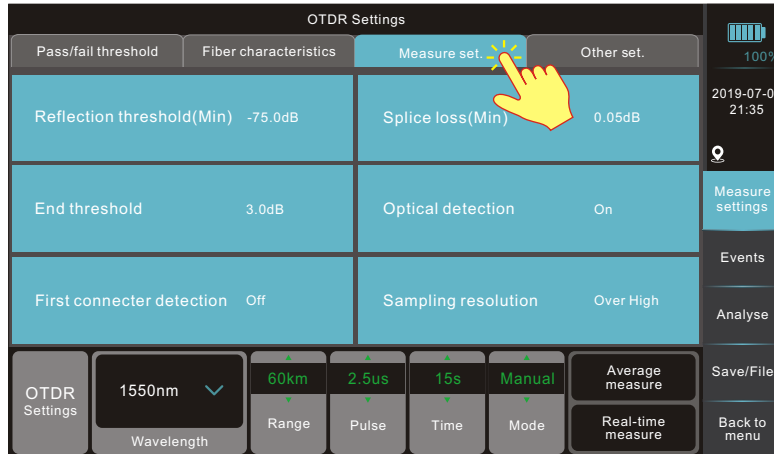 OTDR Settings
Pass/fail threshold
Fiber characteristics
Measure set.
Other set.
100%
2019-07-0
21:35
Reflection threshold(Min) -75.0dB
Splice loss(Min) 0.05dB
End threshold 3.0dB
Optical detection On
First connecter detection Off
Sampling resolution Over High
Measure
settings
Events
Analyse
Save/File
Back to
menu
OTDR
Settings
1550nm
Wavelength
60km
Range
2.5us
Pulse
15s
Time
Manual
Mode
Average
measure
Real-time
measure